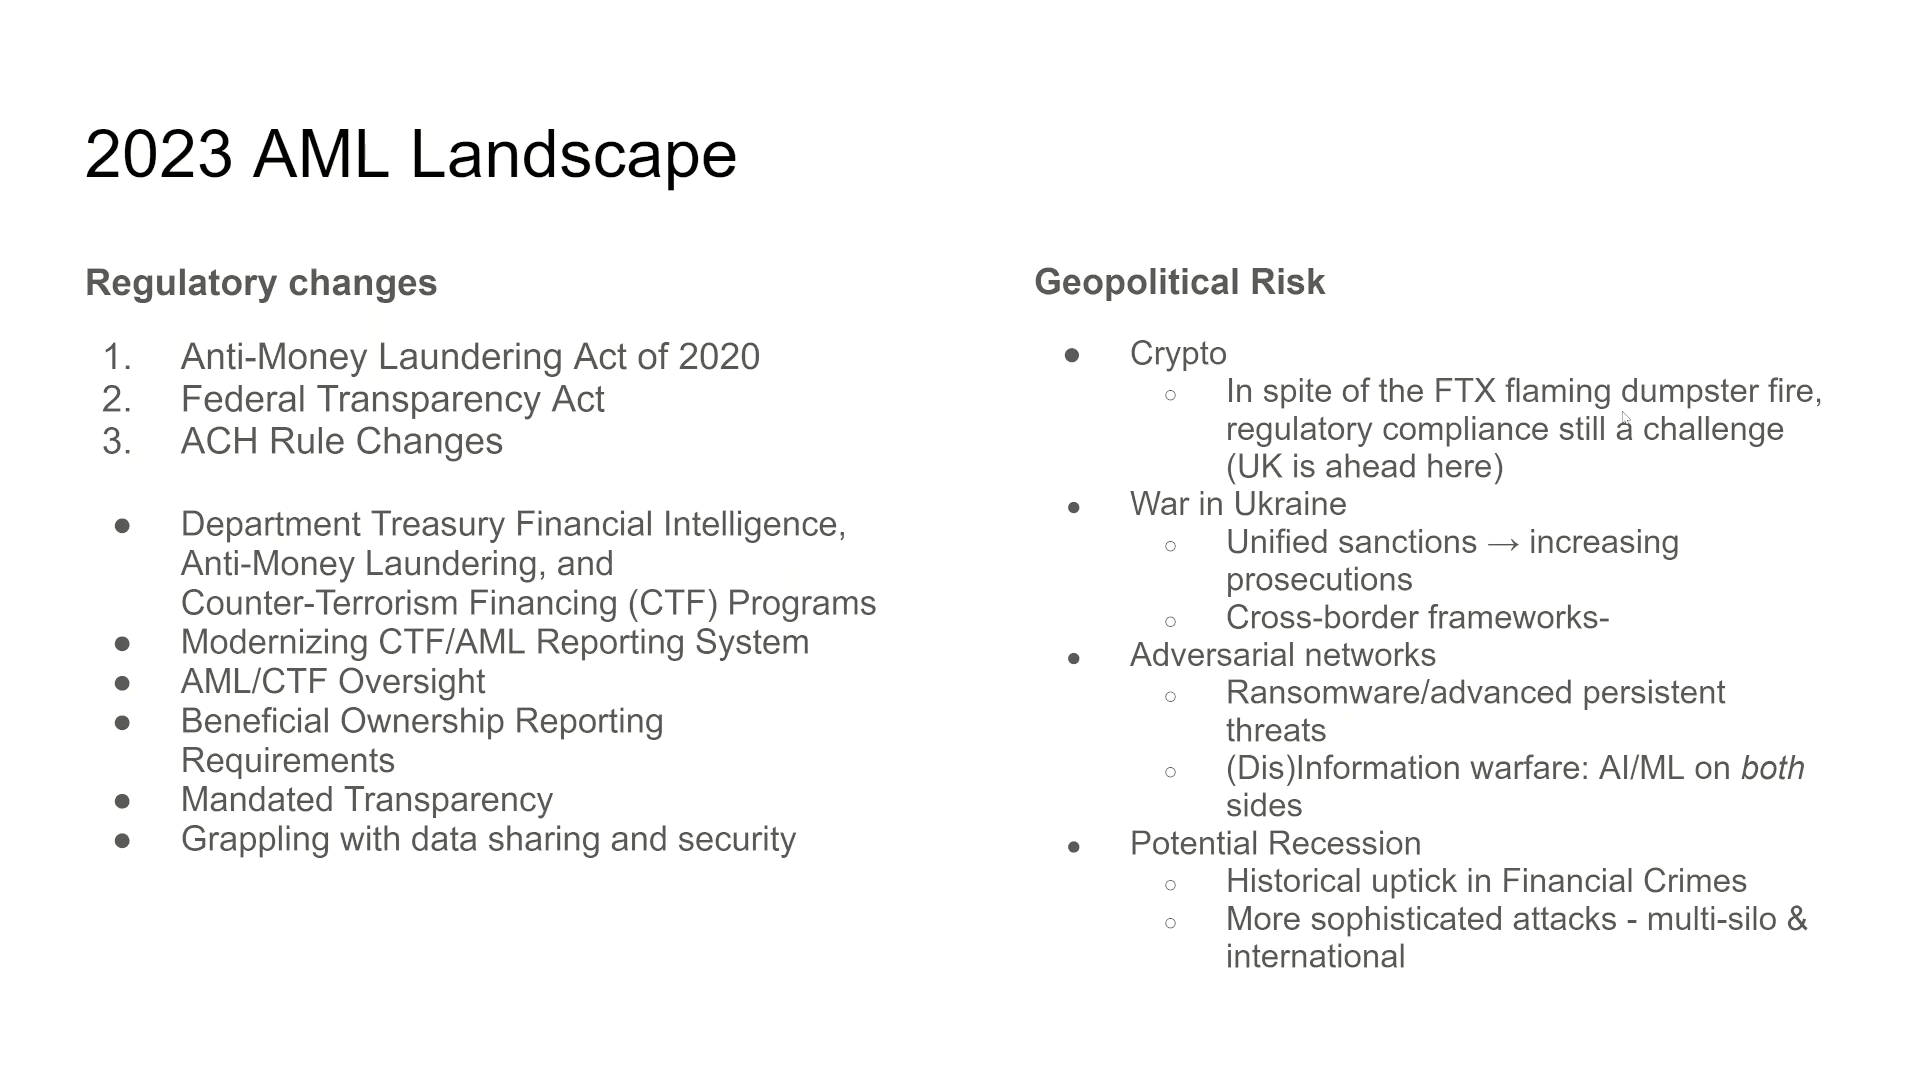 2023 AML Landscape
Regulatory changes
1. Anti-Money Laundering Act of 2020
2. Federal Transparency Act
3. ACH Rule Changes
● Department Treasury Financial Intelligence,
Anti-Money Laundering, and
Counter-Terrorism Financing (CTF) Programs
● Modernizing CTF/AML Reporting System
● AML/CTF Oversight
● Beneficial Ownership Reporting
Requirements
● Mandated Transparency
● Grappling with data sharing and security
Geopolitical Risk
● Crypto
○ In spite of the FTX flaming dumpster fire,
regulatory compliance still a challenge
(UK is ahead here)
● War in Ukraine
○ Unified sanctions → increasing
prosecutions
○ Cross-border frameworks-
● Adversarial networks
○ Ransomware/advanced persistent
threats
○ (Dis)Information warfare: AI/ML on both
sides
● Potential Recession
○ Historical uptick in Financial Crimes
○ More sophisticated attacks - multi-silo &
international